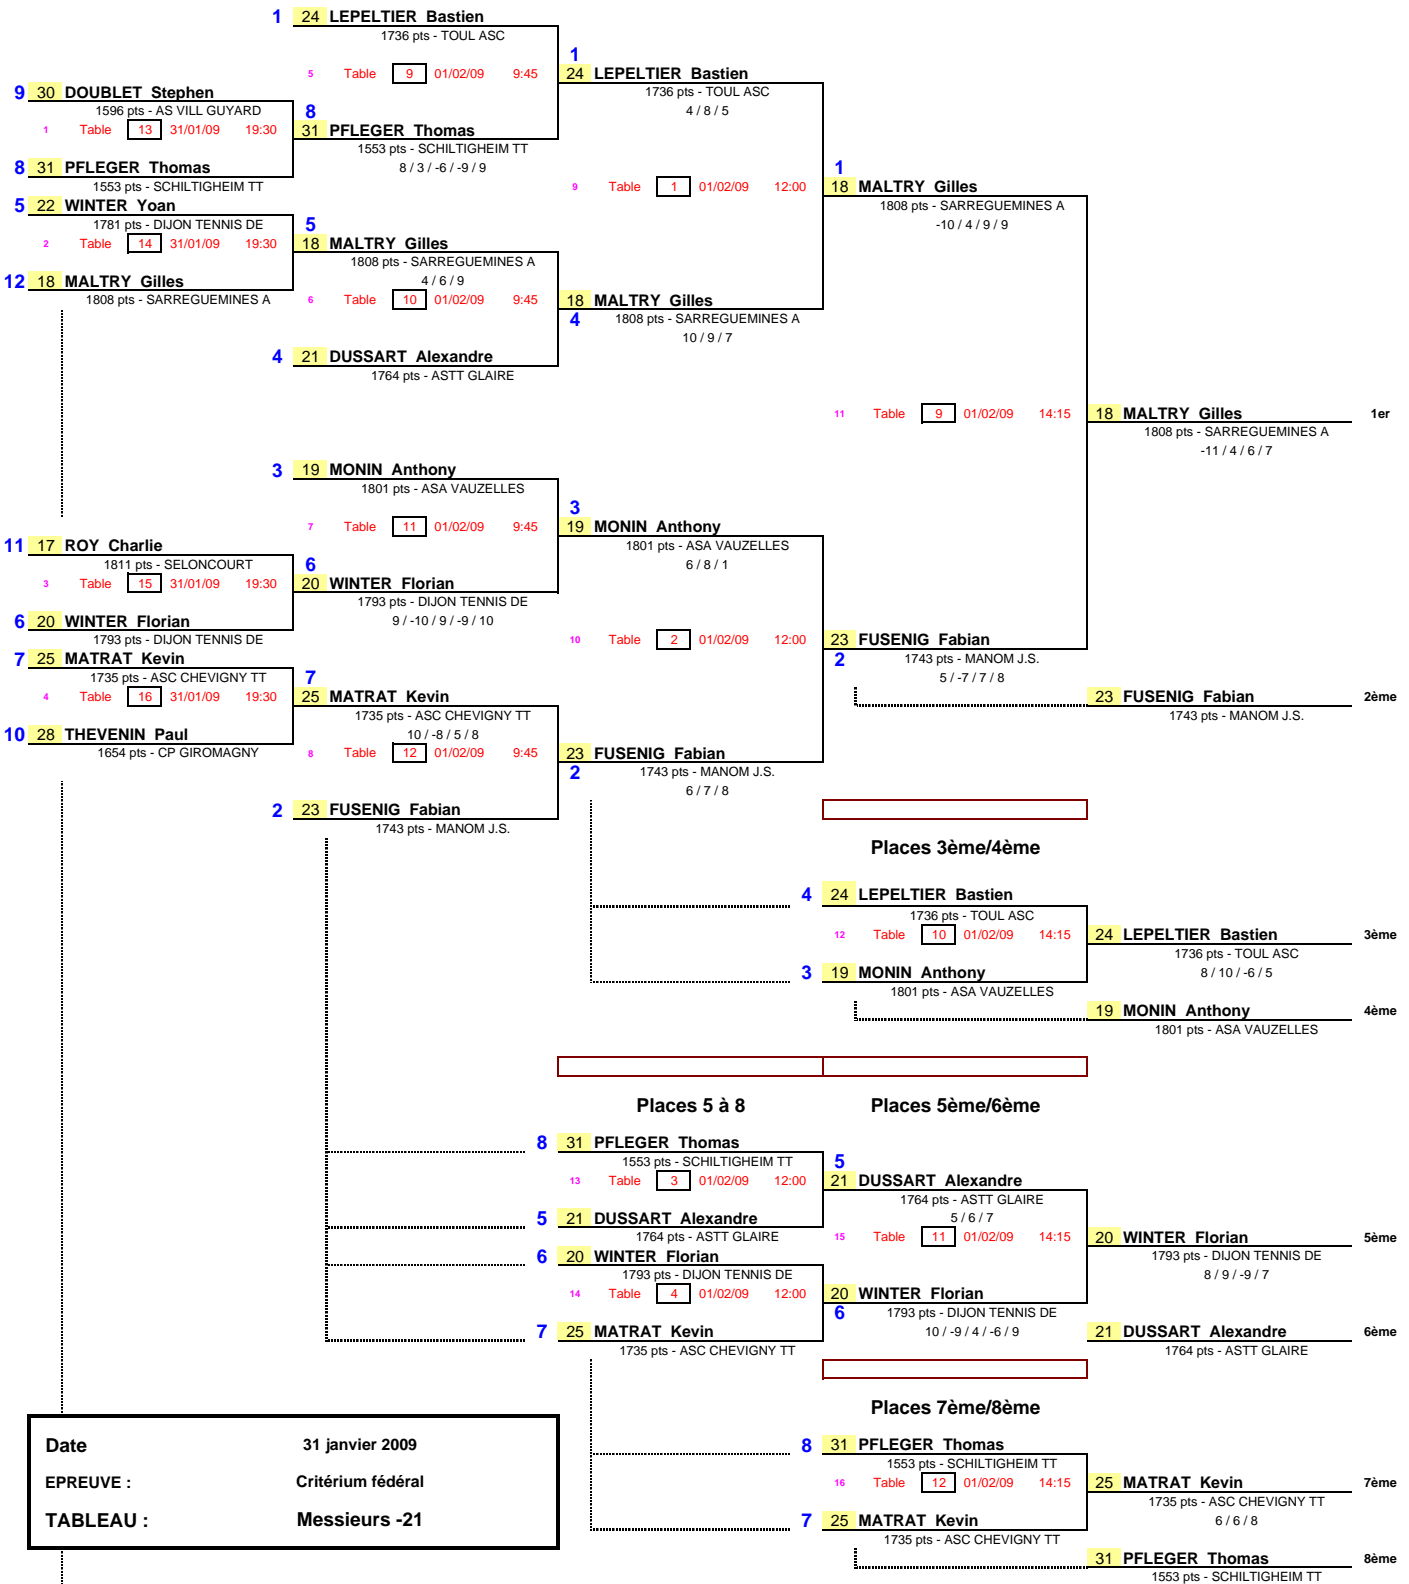 1 24 LEPELTIER Bastien
1736 pts - TOUL ASC
1
5 Table 9 01/02/09 9:45 24 LEPELTIER Bastien
9 30 DOUBLET Stephen 1736 pts - TOUL ASC
1596 pts - AS VILL GUYARD 8 4 / 8 / 5
1 Table 13 31/01/09 19:30 31 PFLEGER Thomas
1553 pts - SCHILTIGHEIM TT
8 31 PFLEGER Thomas 8 / 3 / -6 / -9 / 9 1
1553 pts - SCHILTIGHEIM TT 9 Table 1 01/02/09 12:00 18 MALTRY Gilles
5 22 WINTER Yoan 1808 pts - SARREGUEMINES A
1781 pts - DIJON TENNIS DE 5 -10 / 4 / 9 / 9
2 Table 14 31/01/09 19:30 18 MALTRY Gilles
1808 pts - SARREGUEMINES A
12 18 MALTRY Gilles 4 / 6 / 9
1808 pts - SARREGUEMINES A 6 Table 10 01/02/09 9:45 18 MALTRY Gilles
4 1808 pts - SARREGUEMINES A
10 / 9 / 7
4 21 DUSSART Alexandre
1764 pts - ASTT GLAIRE
11 Table 9 01/02/09 14:15 18 MALTRY Gilles 1er
1808 pts - SARREGUEMINES A
-11 / 4 / 6 / 7
3 19 MONIN Anthony
1801 pts - ASA VAUZELLES
3
7 Table 11 01/02/09 9:45 19 MONIN Anthony
11 17 ROY Charlie 1801 pts - ASA VAUZELLES
1811 pts - SELONCOURT 6 6 / 8 / 1
3 Table 15 31/01/09 19:30 20 WINTER Florian
1793 pts - DIJON TENNIS DE
6 20 WINTER Florian 9 / -10 / 9 / -9 / 10
1793 pts - DIJON TENNIS DE 10 Table 2 01/02/09 12:00 23 FUSENIG Fabian
7 25 MATRAT Kevin 2 1743 pts - MANOM J.S.
1735 pts - ASC CHEVIGNY TT 7 5 / -7 / 7 / 8
4 Table 16 31/01/09 19:30 25 MATRAT Kevin 23 FUSENIG Fabian 2ème
1735 pts - ASC CHEVIGNY TT 1743 pts - MANOM J.S.
10 28 THEVENIN Paul 10 / -8 / 5 / 8
1654 pts - CP GIROMAGNY 8 Table 12 01/02/09 9:45 23 FUSENIG Fabian
2 1743 pts - MANOM J.S.
6 / 7 / 8
2 23 FUSENIG Fabian
1743 pts - MANOM J.S.
Places 3ème/4ème
4 24 LEPELTIER Bastien
1736 pts - TOUL ASC
12 Table 10 01/02/09 14:15 24 LEPELTIER Bastien 3ème
1736 pts - TOUL ASC
3 19 MONIN Anthony 8 / 10 / -6 / 5
1801 pts - ASA VAUZELLES
19 MONIN Anthony 4ème
1801 pts - ASA VAUZELLES
Places 5 à 8 Places 5ème/6ème
8 31 PFLEGER Thomas
1553 pts - SCHILTIGHEIM TT 5
13 Table 3 01/02/09 12:00 21 DUSSART Alexandre
1764 pts - ASTT GLAIRE
5 21 DUSSART Alexandre 5 / 6 / 7
1764 pts - ASTT GLAIRE 15 Table 11 01/02/09 14:15 20 WINTER Florian 5ème
6 20 WINTER Florian 1793 pts - DIJON TENNIS DE
1793 pts - DIJON TENNIS DE 8 / 9 / -9 / 7
14 Table 4 01/02/09 12:00 20 WINTER Florian
6 1793 pts - DIJON TENNIS DE
7 25 MATRAT Kevin 10 / -9 / 4 / -6 / 9 21 DUSSART Alexandre 6ème
1735 pts - ASC CHEVIGNY TT 1764 pts - ASTT GLAIRE
Places 7ème/8ème
Date 31 janvier 2009 8 31 PFLEGER Thomas
1553 pts - SCHILTIGHEIM TT
EPREUVE : Critérium fédéral 16 Table 12 01/02/09 14:15 25 MATRAT Kevin 7ème
1735 pts - ASC CHEVIGNY TT
TABLEAU : Messieurs -21 7 25 MATRAT Kevin 6 / 6 / 8
1735 pts - ASC CHEVIGNY TT
31 PFLEGER Thomas 8ème
1553 pts - SCHILTIGHEIM TT